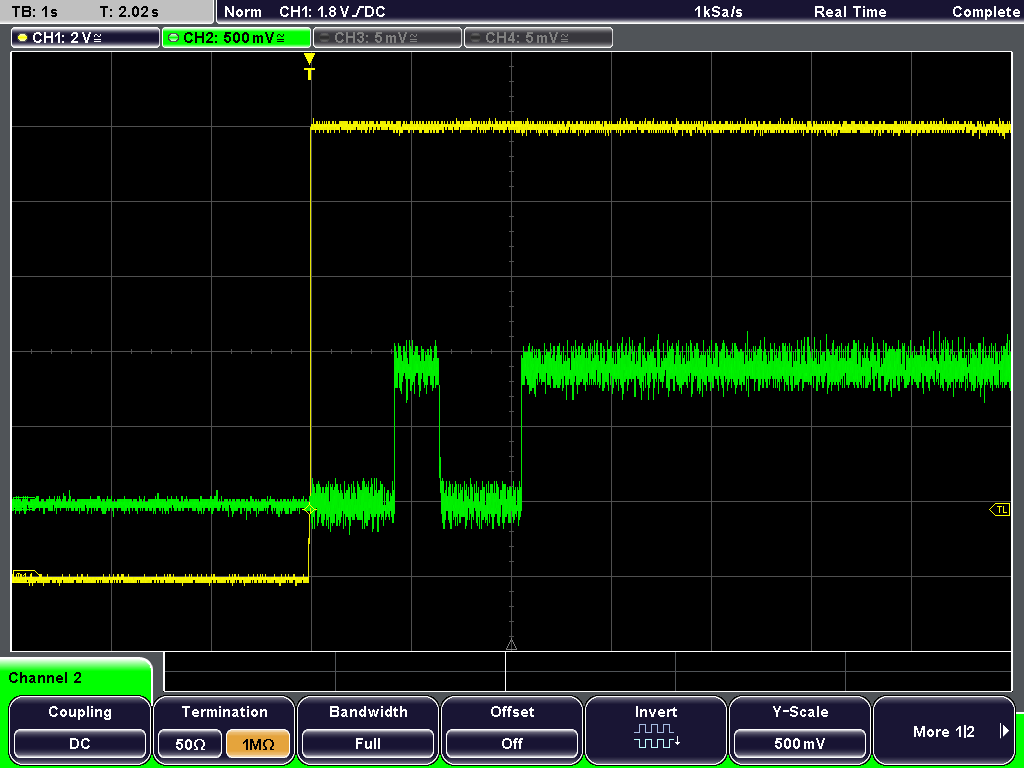 TB: 1s T: 2.02s Norm CH1: 1.8 V DC 1kSa/s Real Time Complete
CH1: 2 V≅ CH2: 500 mV≅ CH3: 5 mV≅ CH4: 5 mV≅
T
TL
Channel 2
Coupling Termination Bandwidth Offset Invert Y-Scale More 1|2
DC 50Ω 1MΩ Full Off 500 mV